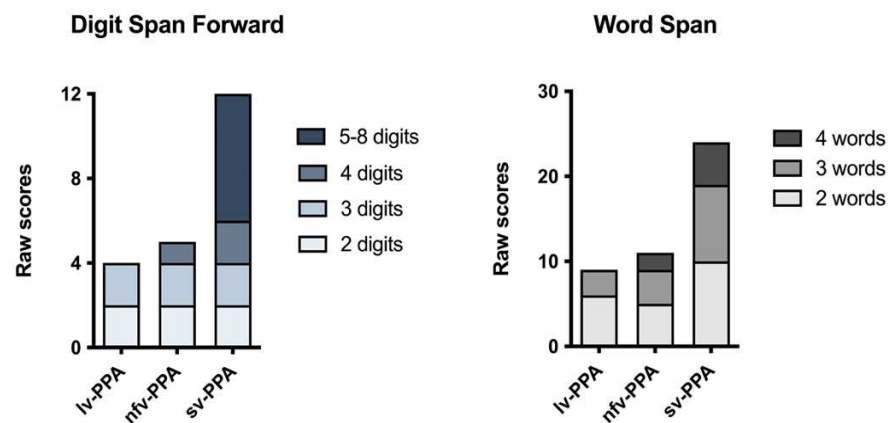 Digit Span Forward
Raw scores
12
8
4
0
lv-PPA
nfv-PPA
sv-PPA
5-8 digits
4 digits
3 digits
2 digits
Word Span
Raw scores
30
20
10
0
lv-PPA
nfv-PPA
sv-PPA
4 words
3 words
2 words